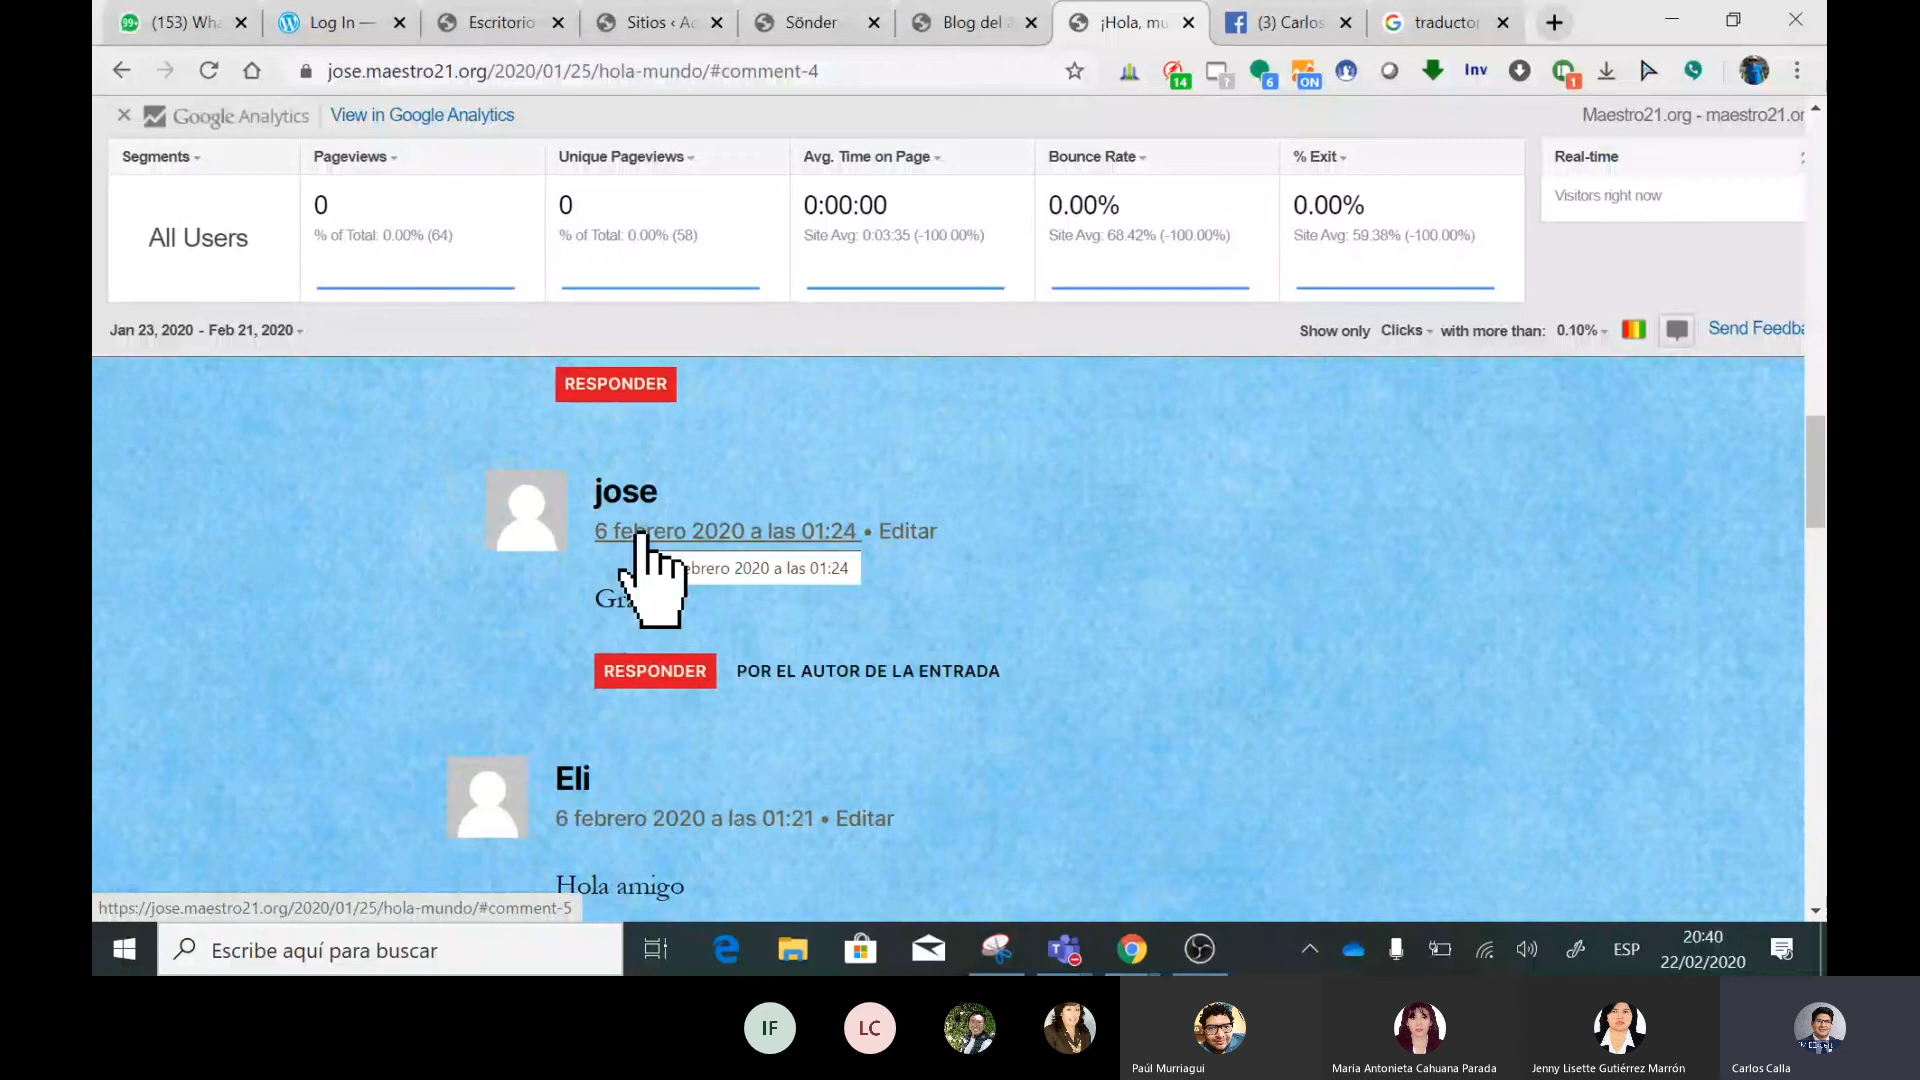 (153) Wha
Log In —
Escritorio
Sitios ‹ Ac
Sönder
Blog del a
¡Hola, mu
(3) Carlos
traductor
jose.maestro21.org/2020/01/25/hola-mundo/#comment-4
14
?
6
ON
Inv
1
Google Analytics
View in Google Analytics
Maestro21.org - maestro21.or
Segments
Pageviews
Unique Pageviews
Avg. Time on Page
Bounce Rate
% Exit
Real-time
All Users
0
0
0:00:00
0.00%
0.00%
Visitors right now
% of Total: 0.00% (64)
% of Total: 0.00% (58)
Site Avg: 0:03:35 (-100.00%)
Site Avg: 68.42% (-100.00%)
Site Avg: 59.38% (-100.00%)
Jan 23, 2020 - Feb 21, 2020
Show only Clicks with more than: 0.10%
Send Feedba
RESPONDER
jose
6 febrero 2020 a las 01:24 • Editar
ebrero 2020 a las 01:24
RESPONDER
POR EL AUTOR DE LA ENTRADA
Eli
6 febrero 2020 a las 01:21 • Editar
Hola amigo
https://jose.maestro21.org/2020/01/25/hola-mundo/#comment-5
Escribe aquí para buscar
ESP
20:40
22/02/2020
IF
LC
Paúl Murriagui
Maria Antonieta Cahuana Parada
Jenny Lisette Gutiérrez Marrón
Carlos Calla